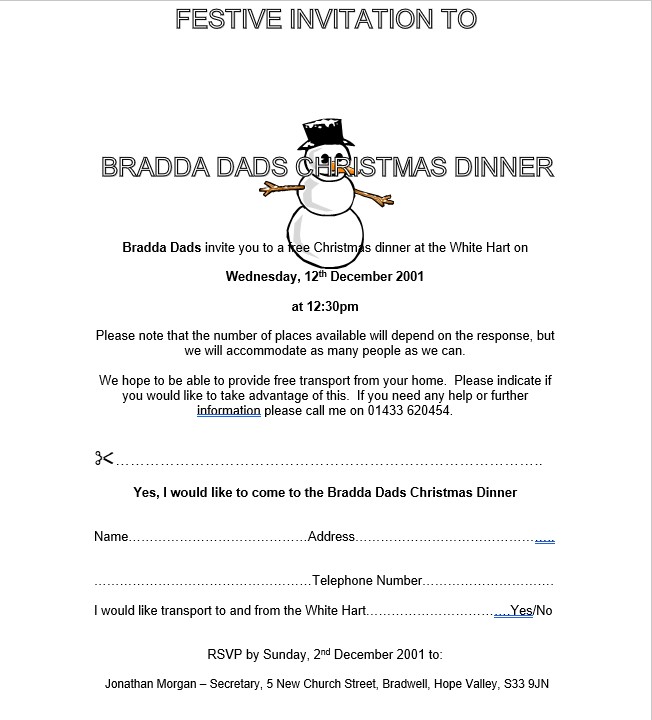 FESTIVE INVITATION TO
BRADDA DADS CHRISTMAS DINNER
Bradda Dads invite you to a free Christmas dinner at the White Hart on
Wednesday, 12th December 2001
at 12:30pm
Please note that the number of places available will depend on the response, but
we will accommodate as many people as we can.
We hope to be able to provide free transport from your home.  Please indicate if
you would like to take advantage of this.  If you need any help or further
information please call me on 01433 620454.
✂……………………………………………………………………………..
Yes, I would like to come to the Bradda Dads Christmas Dinner
Name……………………………………Address…………………………………………
……………………………………………Telephone Number…………………………
I would like transport to and from the White Hart………………………………Yes/No
RSVP by Sunday, 2nd December 2001 to:
Jonathan Morgan – Secretary, 5 New Church Street, Bradwell, Hope Valley, S33 9JN